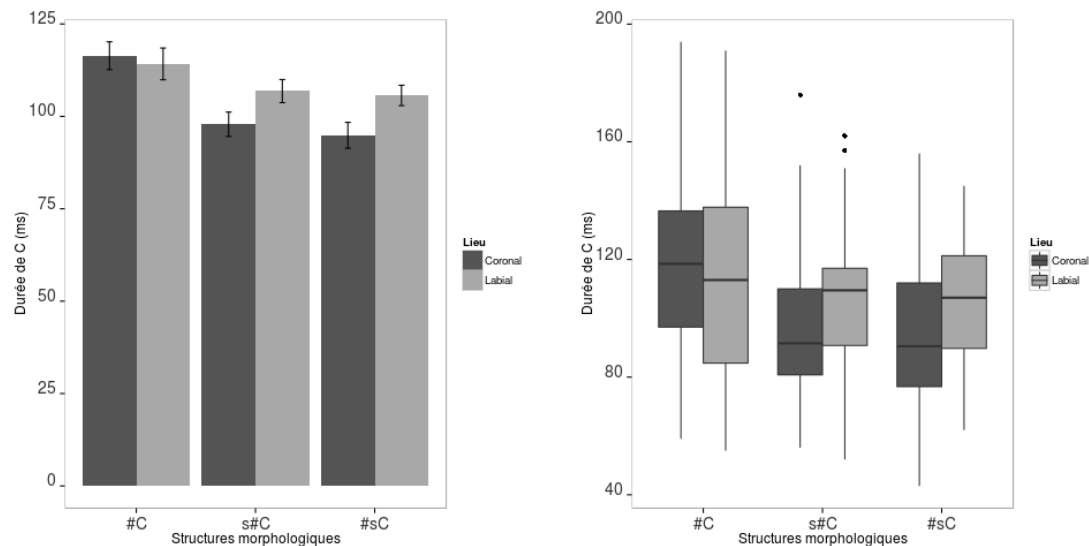 125
100
75
50
25
0
Durée de C (ms)
#C
s#C
#sC
Structures morphologiques
Lieu
Coronal
Labial
200
160
120
80
40
Durée de C (ms)
#C
s#C
#sC
Structures morphologiques
Lieu
Coronal
Labial